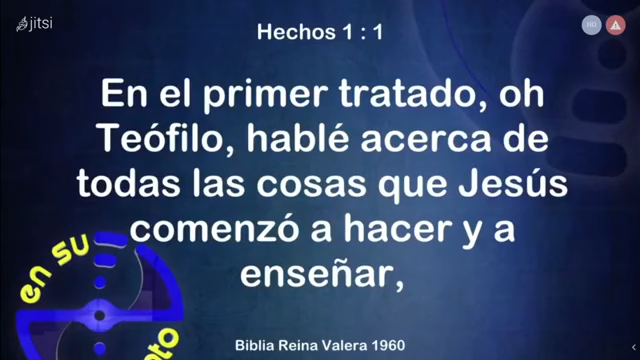 jitsi
HD
Hechos 1 : 1
En el primer tratado, oh
Teófilo, hablé acerca de
todas las cosas que Jesús
comenzó a hacer y a
enseñar,
en su
Biblia Reina Valera 1960